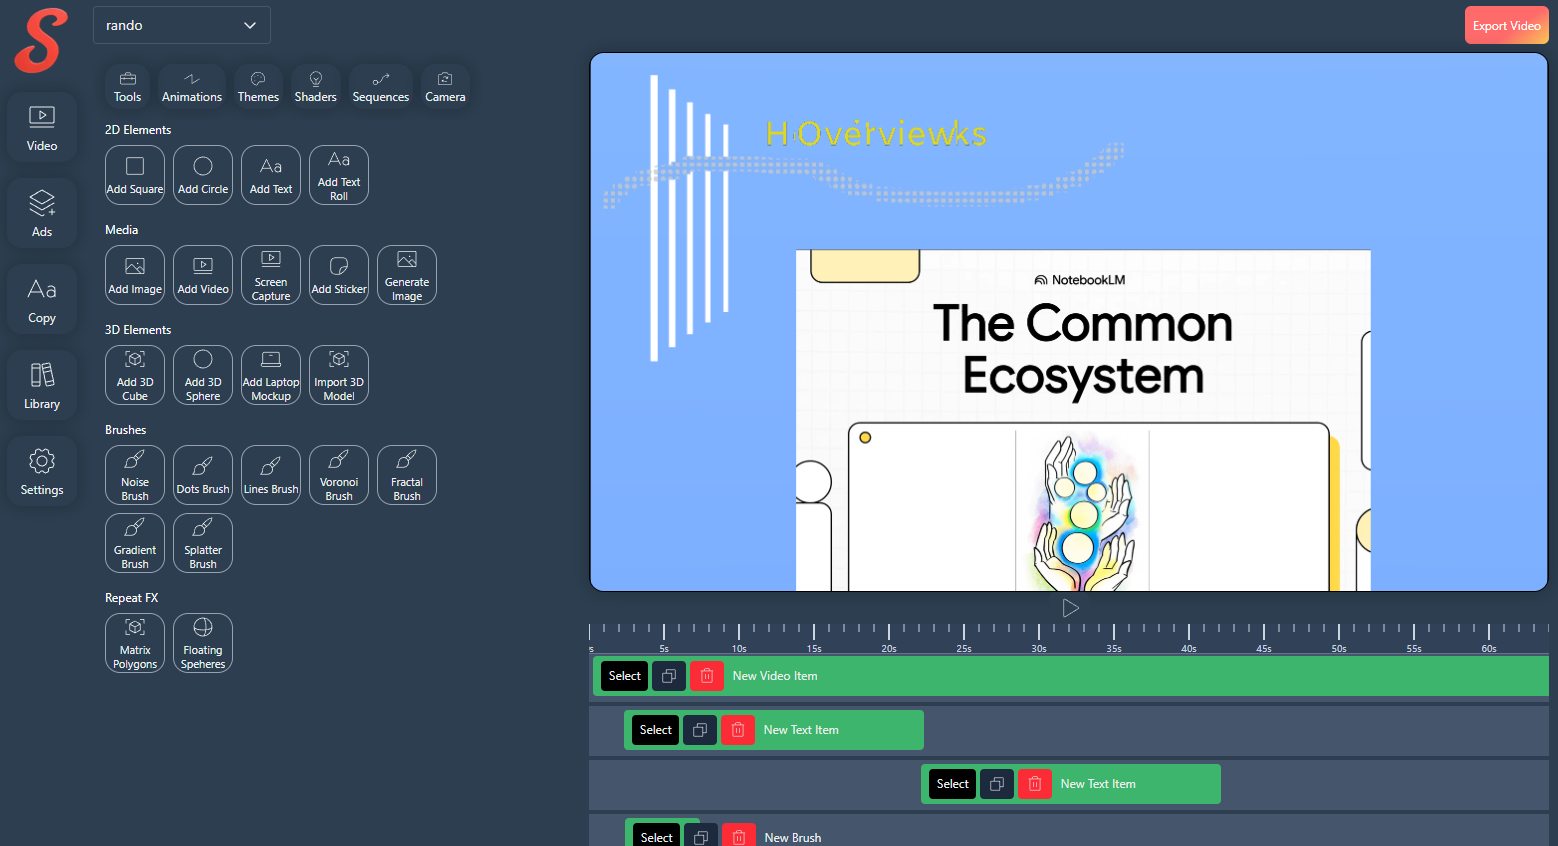 rando
Export Video
Video
Ads
Copy
Library
Settings
Tools
Animations
Themes
Shaders
Sequences
Camera
2D Elements
Add Square
Add Circle
Aa
Add Text
Aa
Add Text
Roll
Media
Add Image
Add Video
Screen
Capture
Add Sticker
Generate
Image
3D Elements
Add 3D
Cube
Add 3D
Sphere
Add Laptop
Mockup
Import 3D
Model
Brushes
Noise
Brush
Dots Brush
Lines Brush
Voronoi
Brush
Fractal
Brush
Gradient
Brush
Splatter
Brush
Repeat FX
Matrix
Polygons
Floating
Speheres
NotebookLM
The Common
Ecosystem
s 5s 10s 15s 20s 25s 30s 35s 40s 45s 50s 55s 60s
Select New Video Item
Select New Text Item
Select New Text Item
Select New Brush